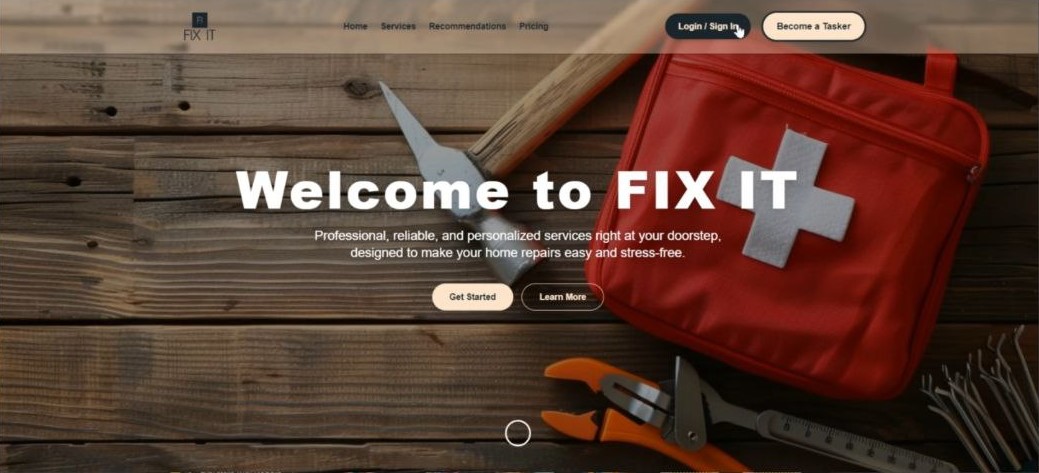 FIX IT
Home Services Recommendations Pricing
Login / Sign In
Become a Tasker
Welcome to FIX IT
Professional, reliable, and personalized services right at your doorstep,
designed to make your home repairs easy and stress-free.
Get Started
Learn More